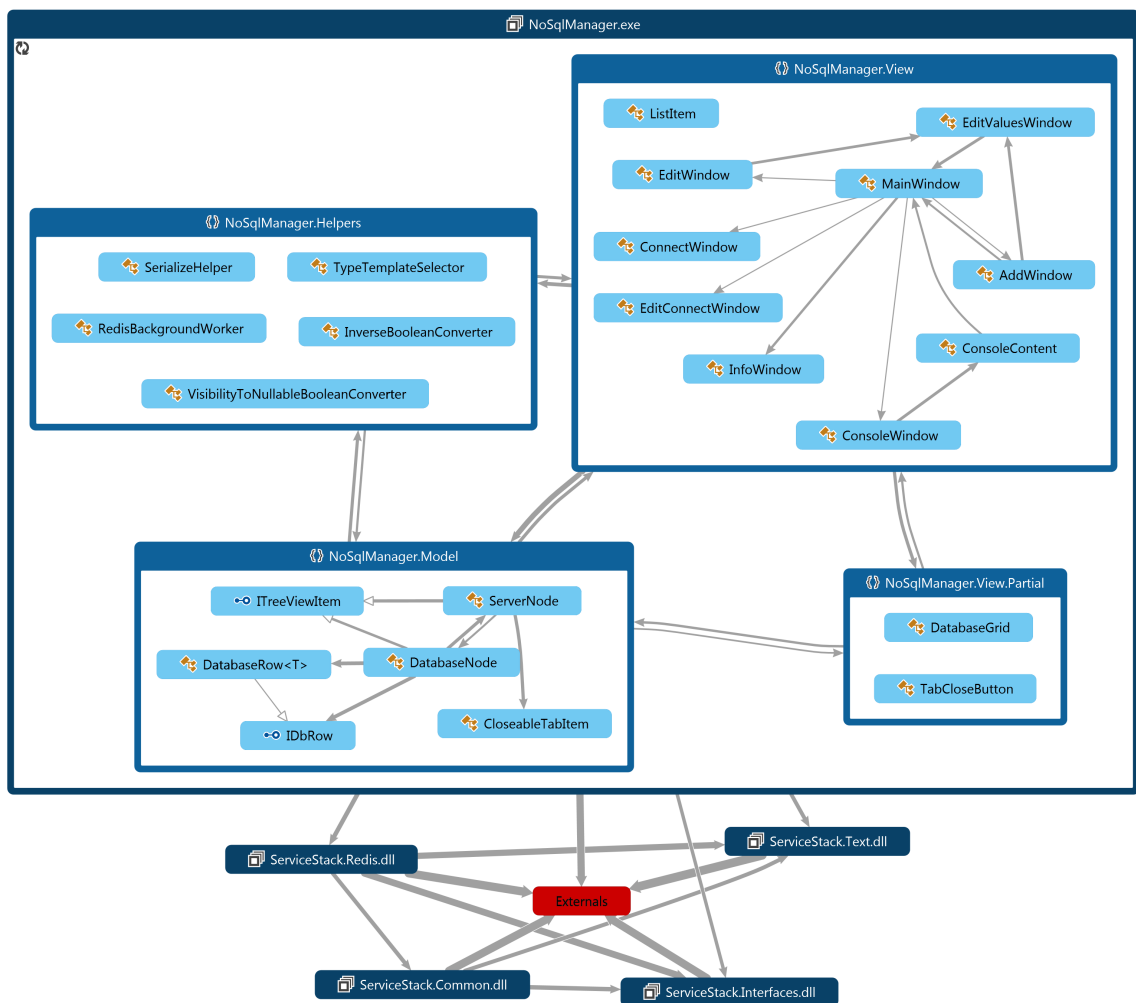 NoSqlManager.exe
NoSqlManager.View
ListItem
EditValuesWindow
EditWindow
MainWindow
ConnectWindow
AddWindow
EditConnectWindow
ConsoleContent
InfoWindow
ConsoleWindow
NoSqlManager.Helpers
SerializeHelper
TypeTemplateSelector
RedisBackgroundWorker
InverseBooleanConverter
VisibilityToNullableBooleanConverter
NoSqlManager.Model
ITreeViewItem
ServerNode
DatabaseRow<T>
DatabaseNode
IDbRow
CloseableTabItem
NoSqlManager.View.Partial
DatabaseGrid
TabCloseButton
ServiceStack.Redis.dll
ServiceStack.Text.dll
Externals
ServiceStack.Common.dll
ServiceStack.Interfaces.dll